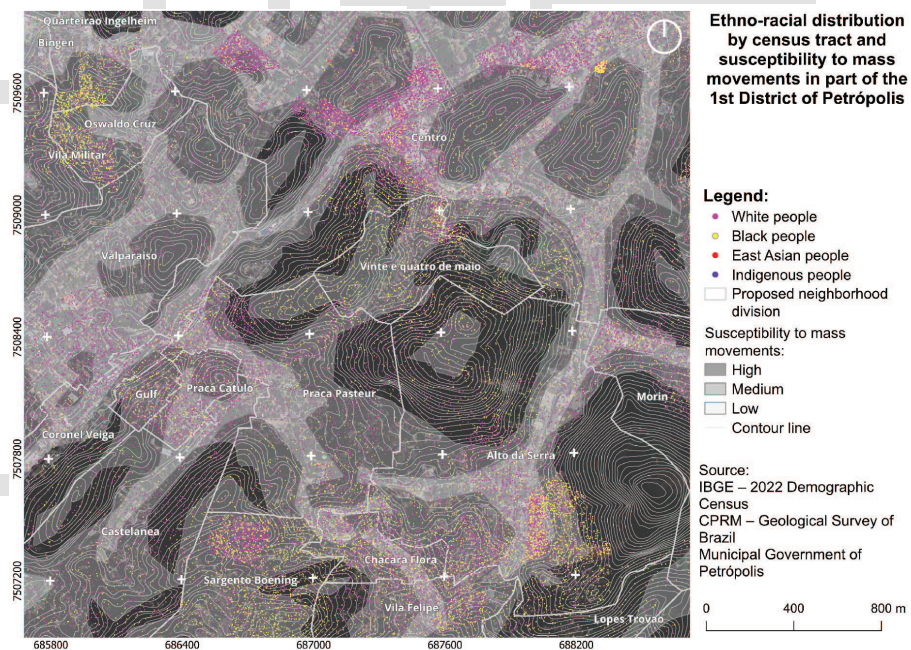 Quarteirao Ingelheim
Bingen
Oswaldo Cruz
Vila Militar
Centro
Valparaiso
Vinte e quatro de maio
Gulf
Praca Catulo
Praca Pasteur
Morin
Coronel Veiga
Alto da Serra
Castelanea
Chacara Flora
Sargento Boening
Vila Felipe
Lopes Trovao
7509600
7509000
7508400
7507800
7507200
685800
686400
687000
687600
688200
Ethno-racial distribution
by census tract and
susceptibility to mass
movements in part of the
1st District of Petrópolis
Legend:
White people
Black people
East Asian people
Indigenous people
Proposed neighborhood
division
Susceptibility to mass
movements:
High
Medium
Low
Contour line
Source:
IBGE – 2022 Demographic
Census
CPRM – Geological Survey of
Brazil
Municipal Government of
Petrópolis
0 400 800 m